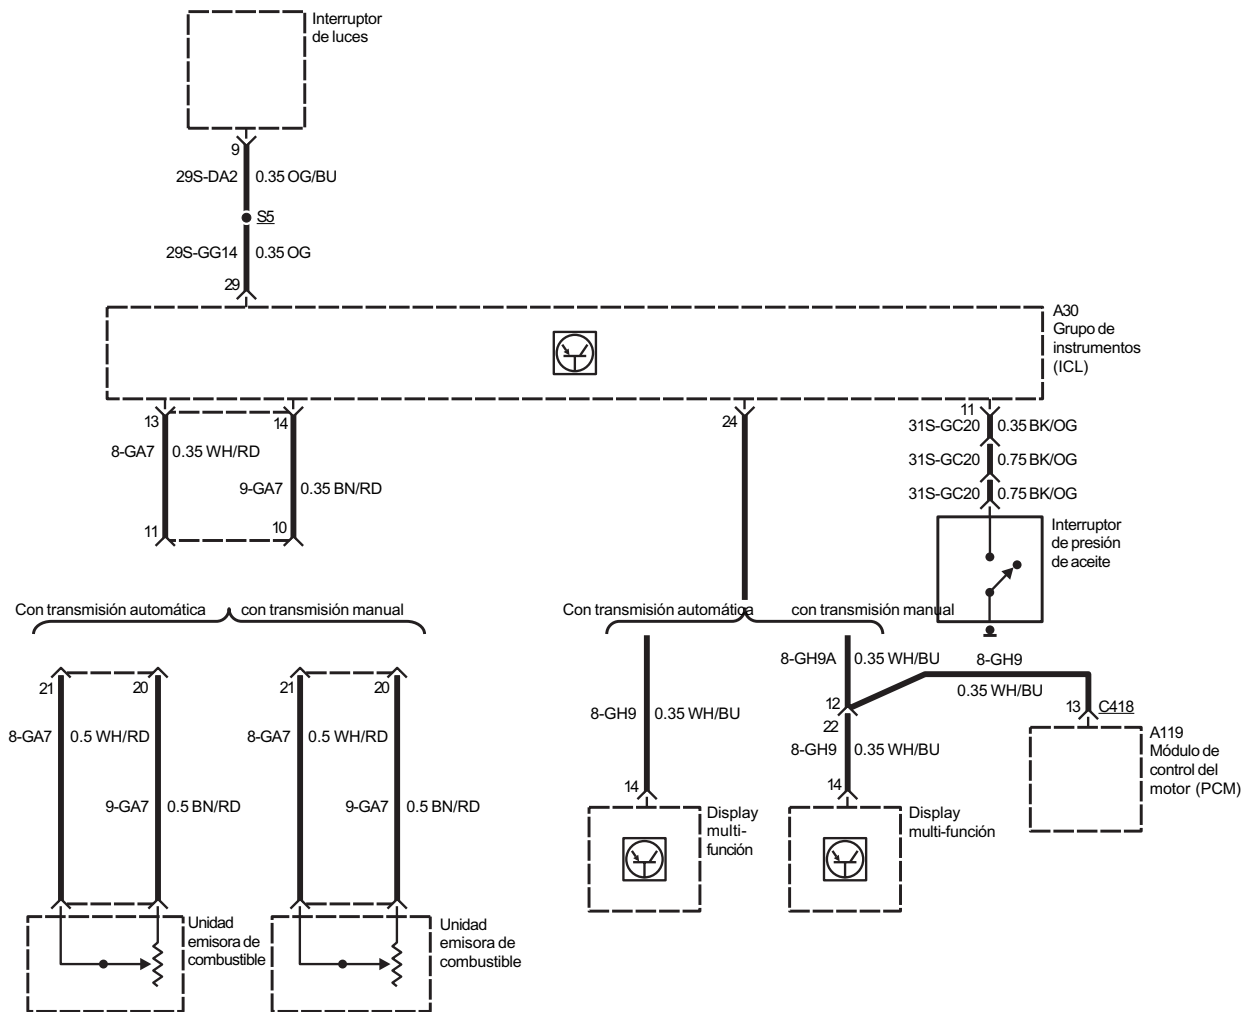 Interruptor
de luces
9
29S-DA2 0.35 OG/BU
S5
29S-GG14 0.35 OG
29
A30
Grupo de
instrumentos
(ICL)
13 14 24 11
31S-GC20 0.35 BK/OG
8-GA7 0.35 WH/RD
31S-GC20 0.75 BK/OG
9-GA7 0.35 BN/RD
31S-GC20 0.75 BK/OG
11 10
Interruptor
de presión
de aceite
Con transmisión automática con transmisión manual
Con transmisión automática con transmisión manual
8-GH9A 0.35 WH/BU
8-GH9
0.35 WH/BU
21 20 21 20
12
13 C418
8-GH9 0.35 WH/BU
22
8-GA7 0.5 WH/RD
8-GA7 0.5 WH/RD
8-GH9 0.35 WH/BU
A119
Módulo de
control del
motor (PCM)
14 14
9-GA7 0.5 BN/RD
9-GA7 0.5 BN/RD
Display
multi-
función
Display
multi-función
Unidad
emisora de
combustible
Unidad
emisora de
combustible